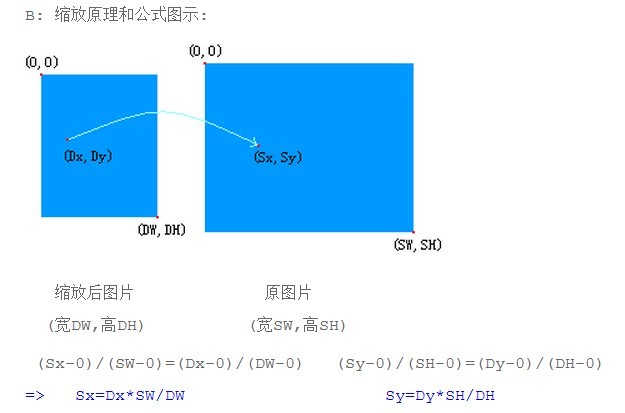 B: 缩放原理和公式图示:
(0,0)
(0,0)
(Dx,Dy)
(Sx,Sy)
(DW,DH)
(SW,SH)
缩放后图片 原图片
(宽DW,高DH) (宽SW,高SH)
(Sx-0)/(SW-0)=(Dx-0)/(DW-0) (Sy-0)/(SH-0)=(Dy-0)/(DH-0)
=> Sx=Dx*SW/DW Sy=Dy*SH/DH